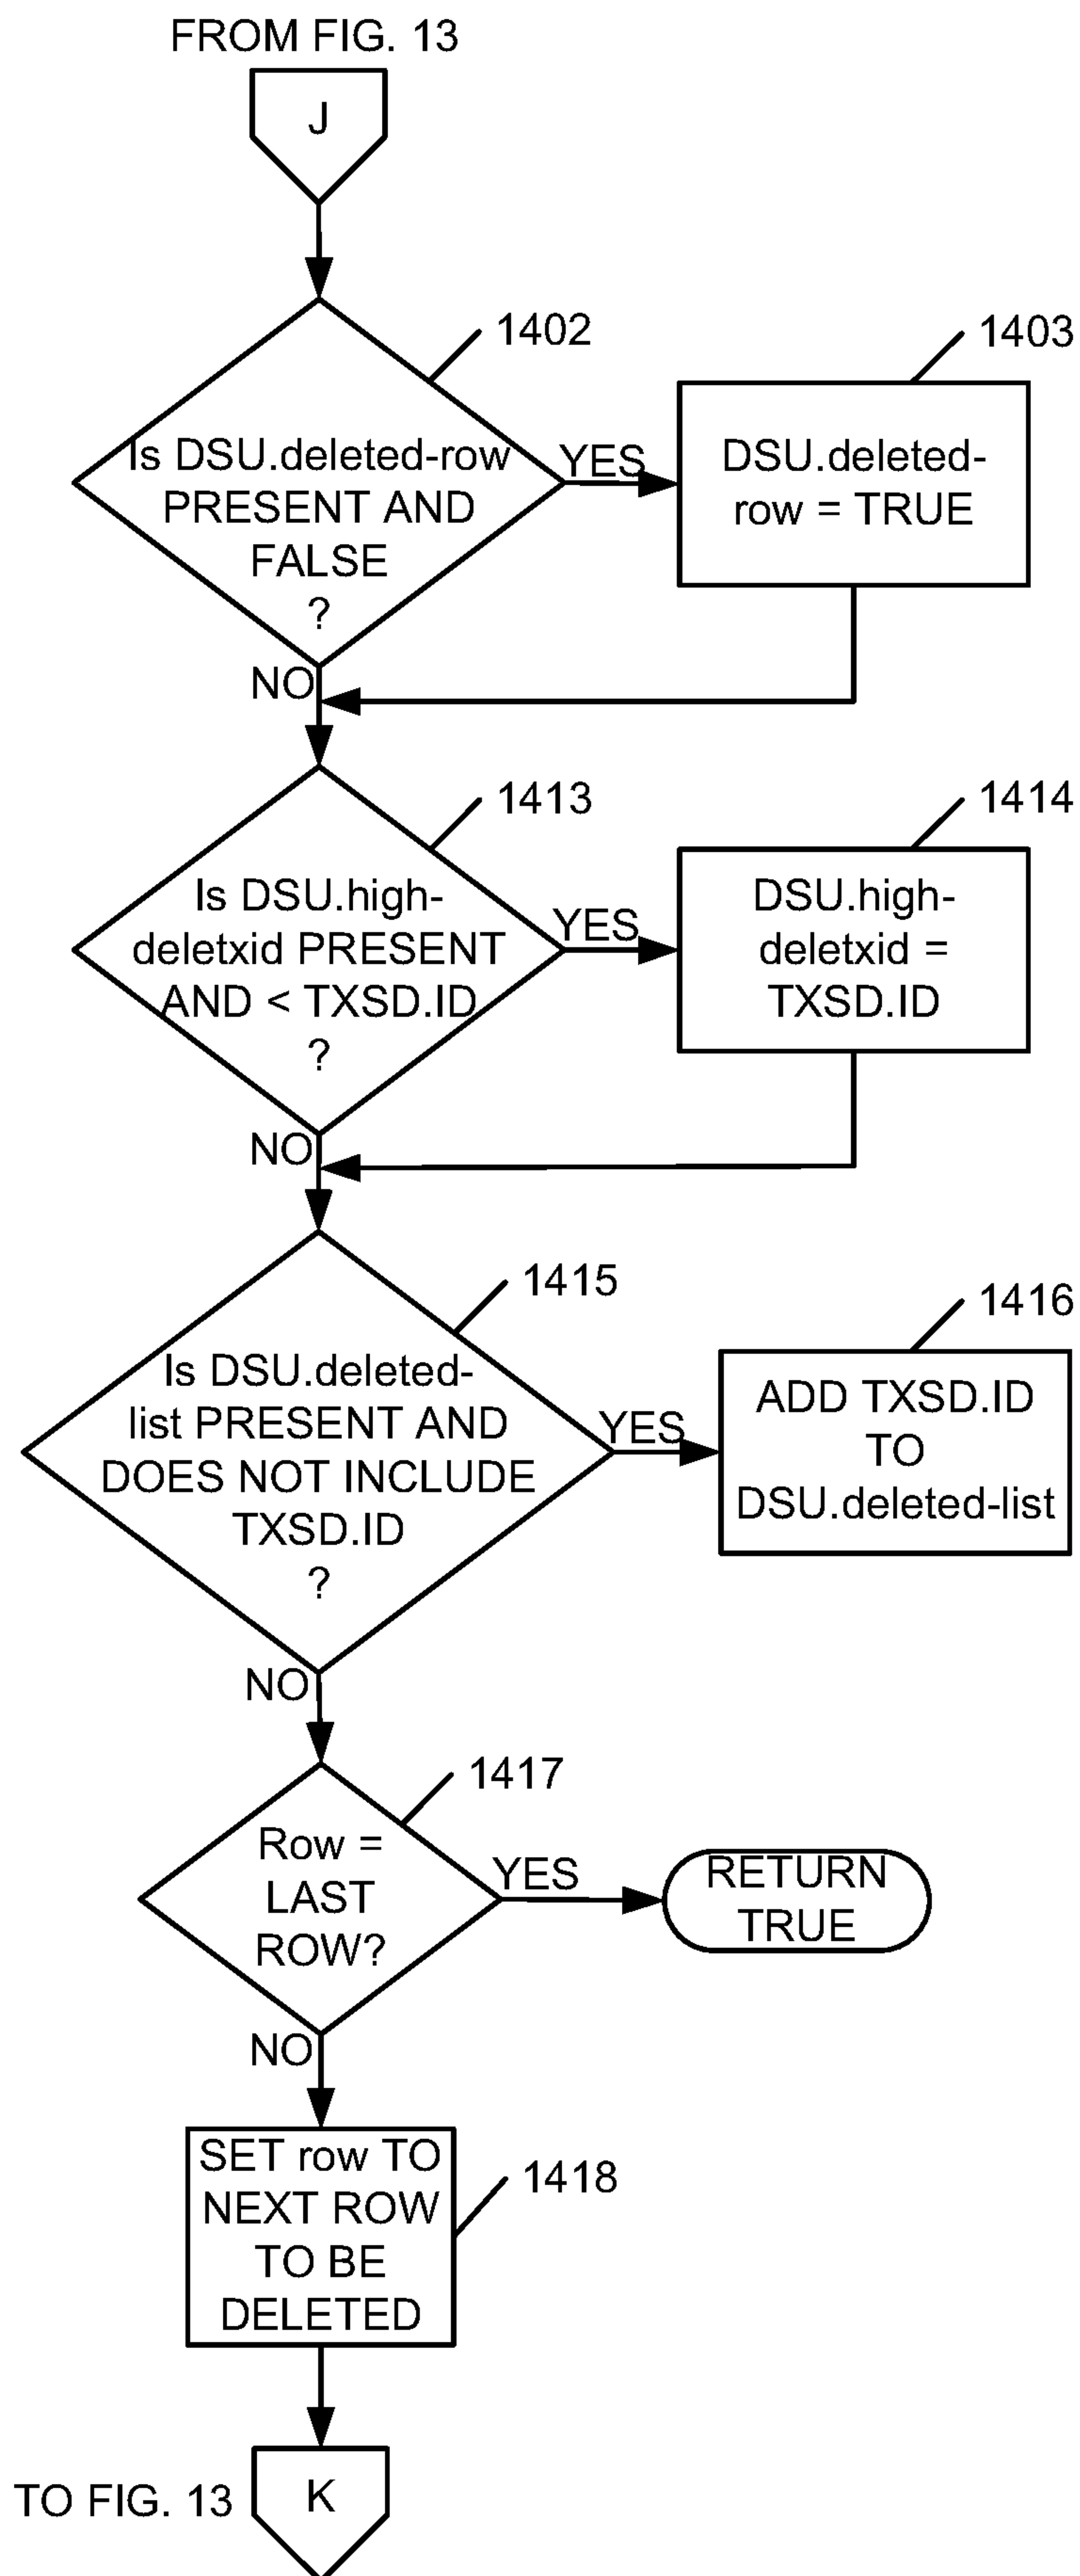 FROM FIG. 13
J
1402
Is DSU.deleted-row
PRESENT AND
FALSE
?
YES
1403
DSU.deleted-
row = TRUE
NO
1413
Is DSU.high-
deletxid PRESENT
AND < TXSD.ID
?
YES
1414
DSU.high-
deletxid =
TXSD.ID
NO
1415
Is DSU.deleted-
list PRESENT AND
DOES NOT INCLUDE
TXSD.ID
?
YES
1416
ADD TXSD.ID
TO
DSU.deleted-list
NO
1417
Row =
LAST
ROW?
YES
RETURN
TRUE
NO
SET row TO
NEXT ROW
TO BE
DELETED
1418
TO FIG. 13
K